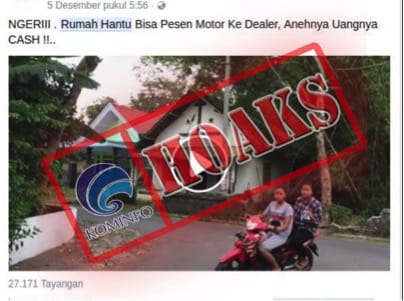 5 Desember pukul 5:56 ·
NGERIII . Rumah Hantu Bisa Pesen Motor Ke Dealer, Anehnya Uangnya
CASH !!..
HOAKS
KOMINFO
27.171 Tayangan